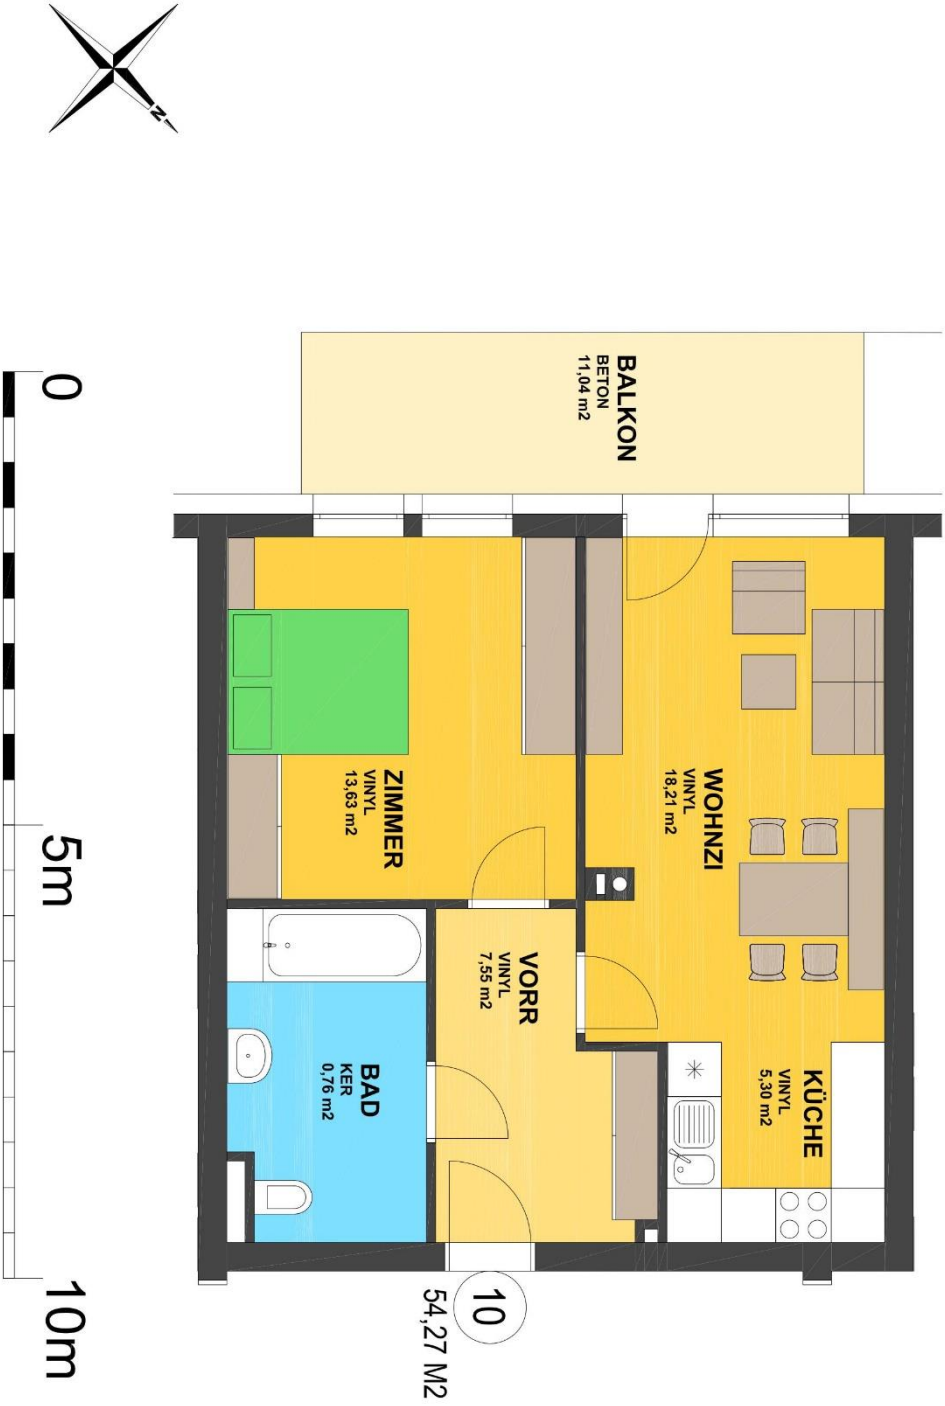 N
BALKON
BETON
11,04 m2
WOHNZI
VINYL
18,21 m2
ZIMMER
VINYL
13,63 m2
VORR
VINYL
7,55 m2
KÜCHE
VINYL
5,30 m2
BAD
KER
0,76 m2
10
54,27 M2
0
5m
10m